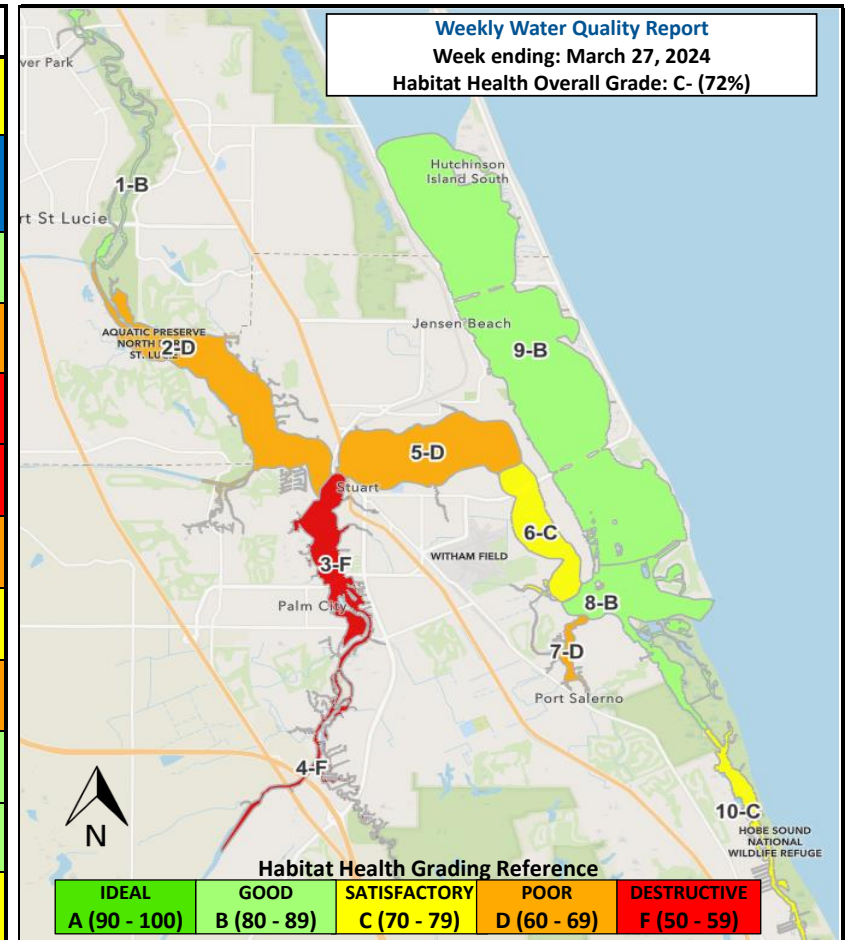 Weekly Water Quality Report
Week ending: March 27, 2024
Habitat Health Overall Grade: C- (72%)
ver Park
Hutchinson
Island South
1-B
rt St Lucie
Jensen Beach
AQUATIC PRESERVE
NORTH
ST. LUCIE
2-D
9-B
5-D
Stuart
6-C
WITHAM FIELD
3-F
Palm City
8-B
7-D
Port Salerno
4-F
10-C
HOBE SOUND
NATIONAL
WILDLIFE REFUGE
N
Habitat Health Grading Reference
IDEAL GOOD SATISFACTORY POOR DESTRUCTIVE
A (90 - 100) B (80 - 89) C (70 - 79) D (60 - 69) F (50 - 59)